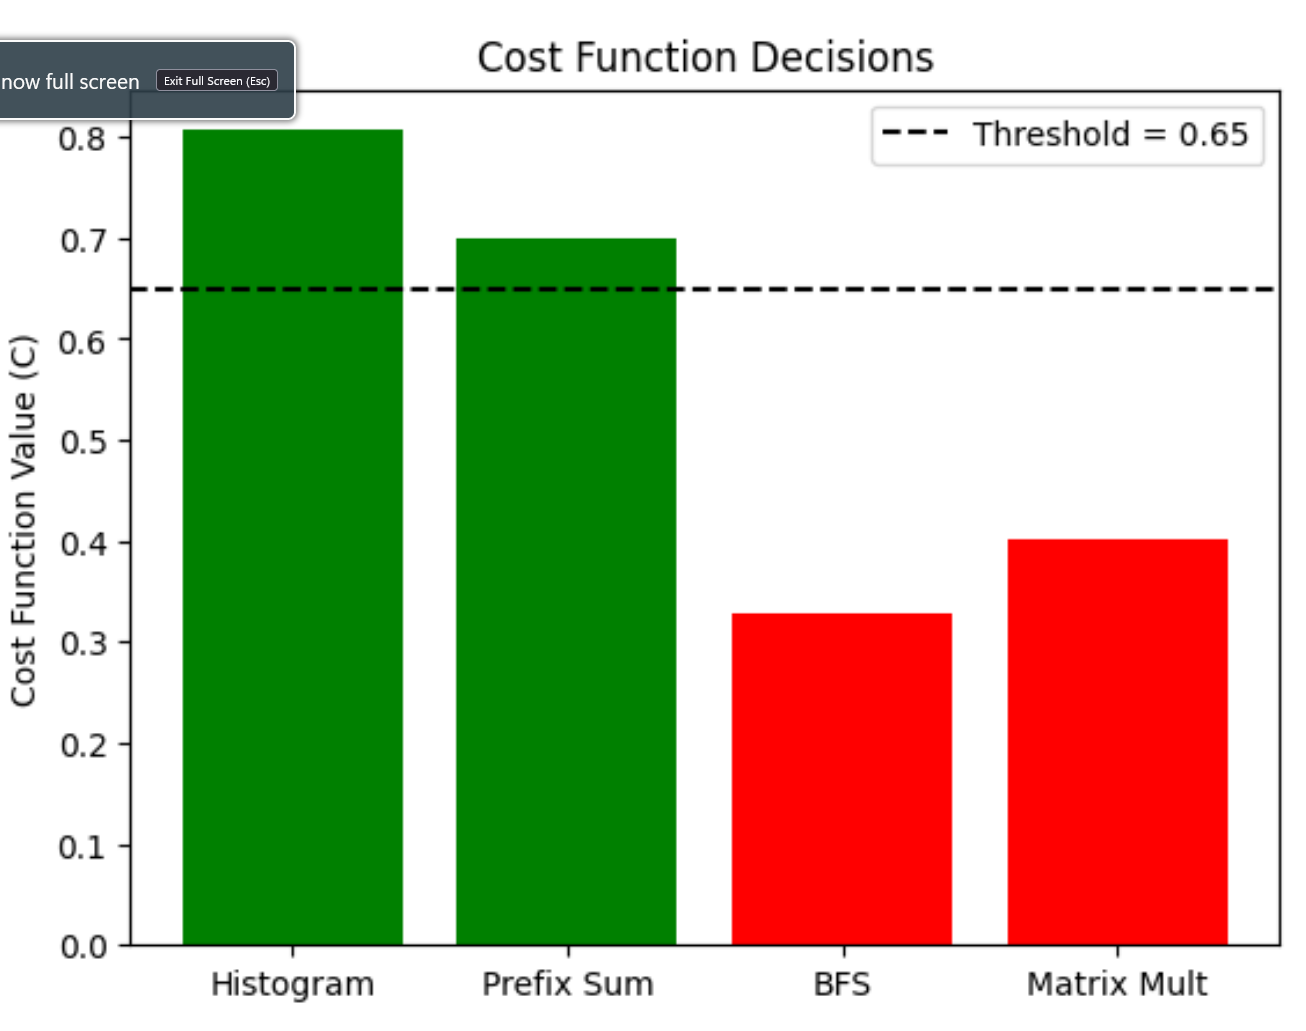 Cost Function Decisions
now full screen Exit Full Screen (Esc)
Threshold = 0.65
Cost Function Value (C)
0.8
0.7
0.6
0.5
0.4
0.3
0.2
0.1
0.0
Histogram Prefix Sum BFS Matrix Mult